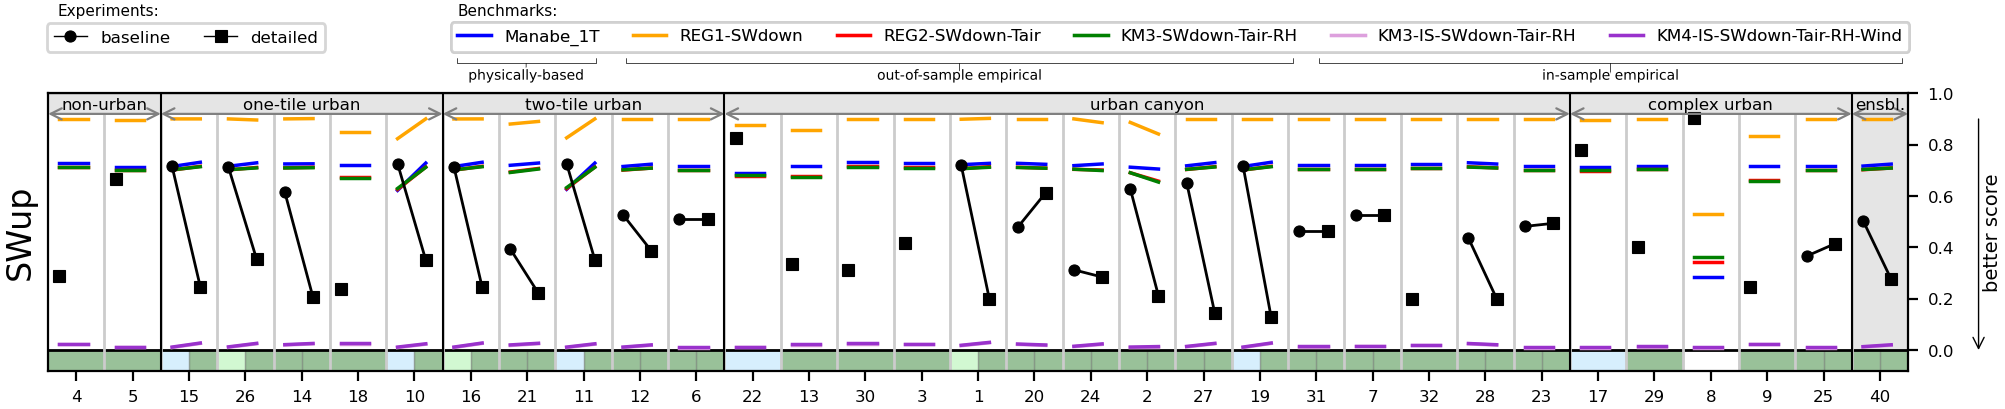 Experiments:
Benchmarks:
baseline detailed
Manabe_1T REG1-SWdown REG2-SWdown-Tair KM3-SWdown-Tair-RH KM3-IS-SWdown-Tair-RH KM4-IS-SWdown-Tair-RH-Wind
physically-based out-of-sample empirical in-sample empirical
non-urban one-tile urban two-tile urban urban canyon complex urban ensbl.
1.0
0.8
0.6
0.4
0.2
0.0
SWup
better score
4 5 15 26 14 18 10 16 21 11 12 6 22 13 30 3 1 20 24 2 27 19 31 7 32 28 23 17 29 8 9 25 40